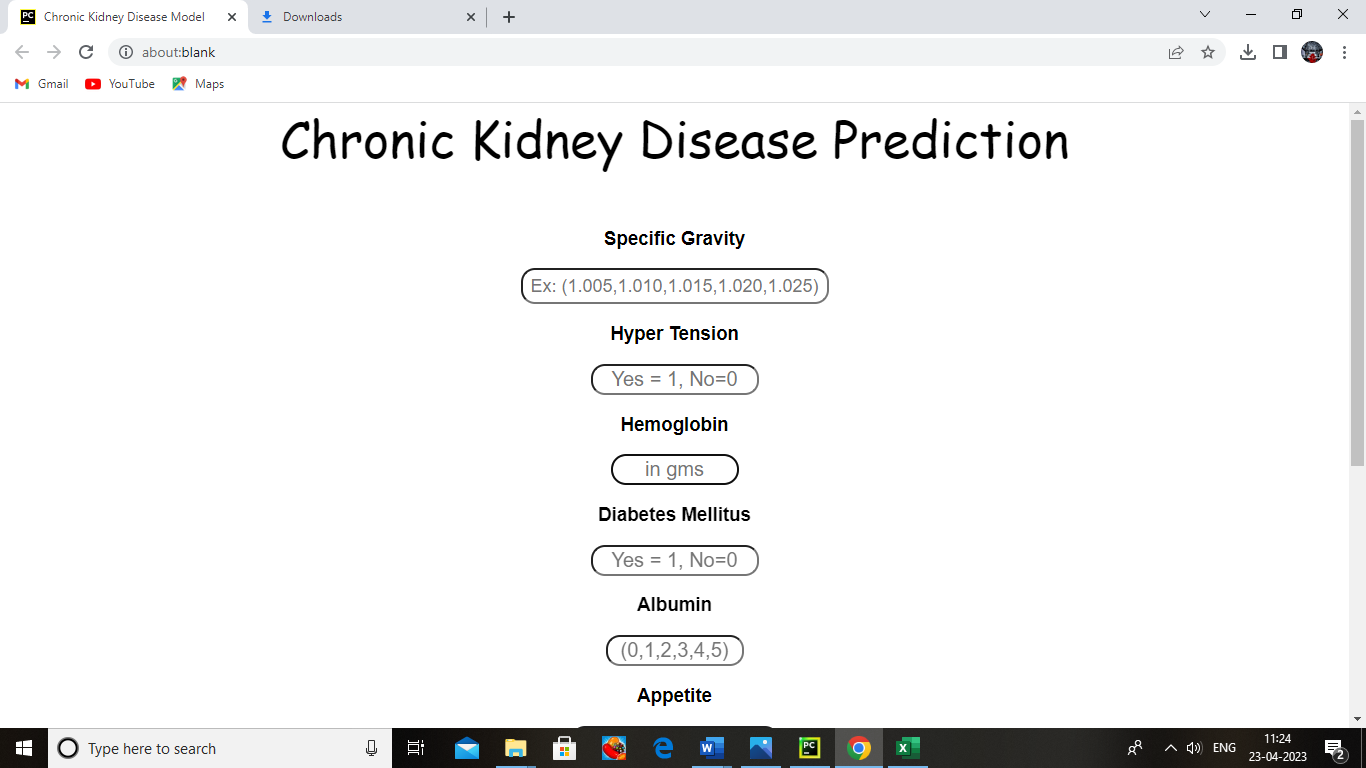 Chronic Kidney Disease Model
Downloads
about:blank
Gmail
YouTube
Maps
Chronic Kidney Disease Prediction
Specific Gravity
Ex: (1.005,1.010,1.015,1.020,1.025)
Hyper Tension
Yes = 1, No=0
Hemoglobin
in gms
Diabetes Mellitus
Yes = 1, No=0
Albumin
(0,1,2,3,4,5)
Appetite
Type here to search
ENG
11:24
23-04-2023
2